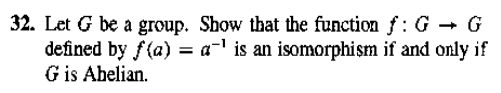 32. Let G be a group. Show that the function f: G → G
defined by f(a) = a⁻¹ is an isomorphism if and only if
G is Abelian.